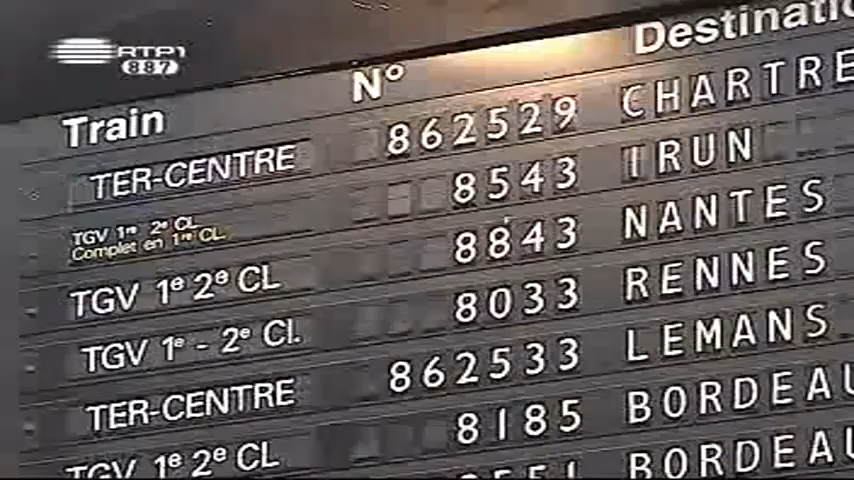 RTP1
887
Train N° Destinatio
TER-CENTRE 862529 CHARTRE
TGV 1re 2e CL 8543 IRUN
Complet en 1re CL.
TGV 1e 2e CL 8843 NANTES
TGV 1e - 2e Cl. 8033 RENNES
TER-CENTRE 862533 LEMANS
TGV 1e 2e CL 8185 BORDEAU
BORDEAU